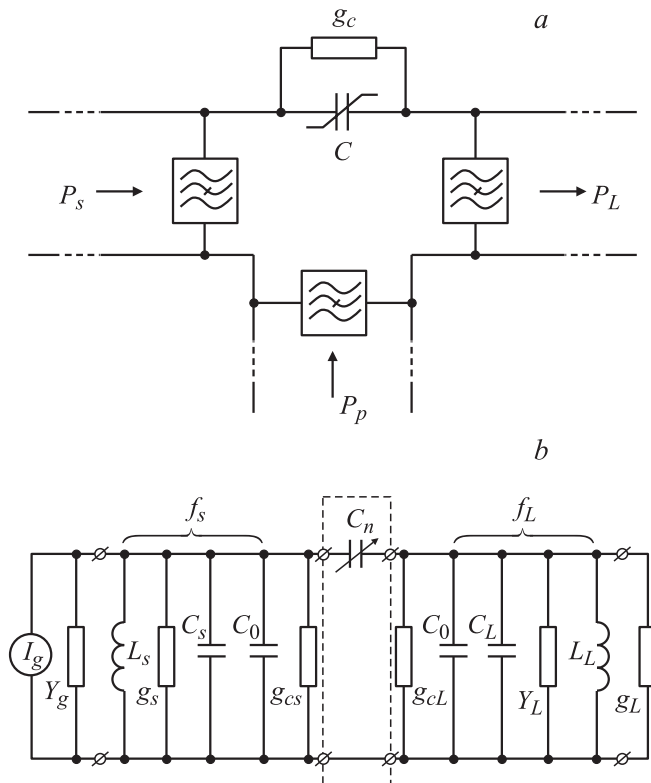 a
g_c
C
P_s
P_L
P_p
b
f_s
C_n
f_L
I_g
Y_g
L_s
g_s
C_s
C_0
g_cs
g_cL
C_0
C_L
Y_L
L_L
g_L